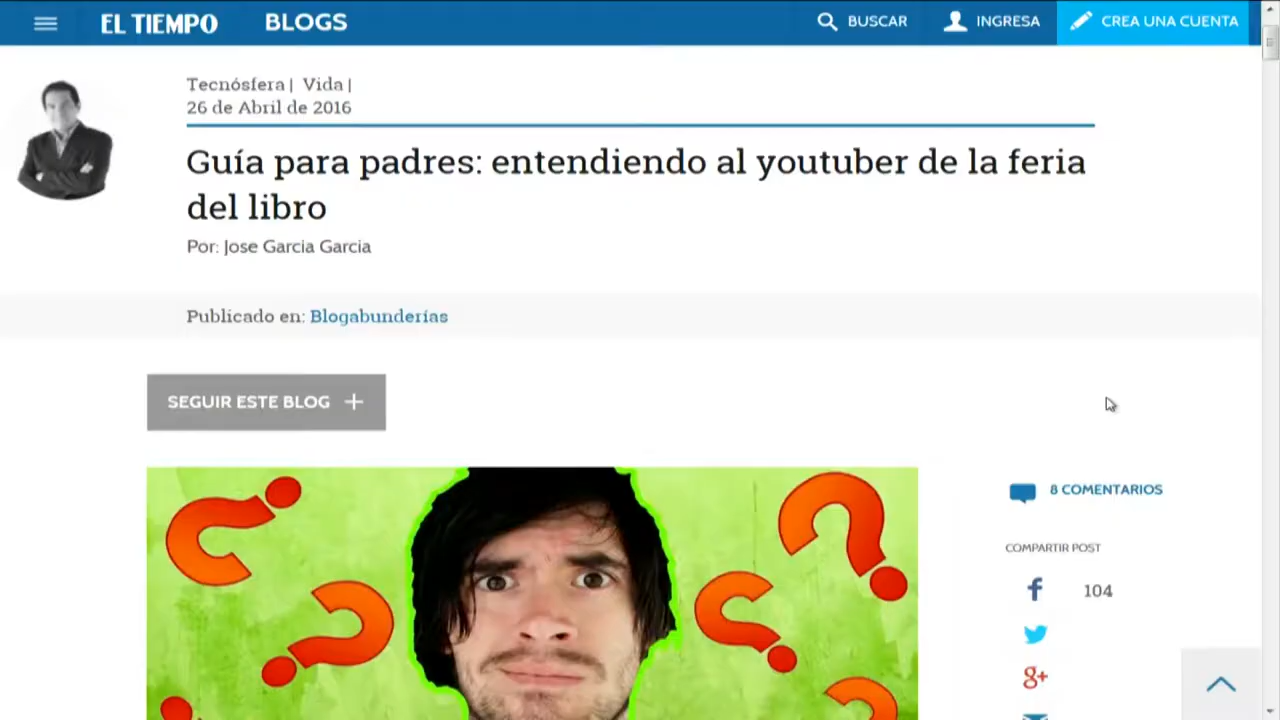 EL TIEMPO BLOGS BUSCAR INGRESA CREA UNA CUENTA
Tecnósfera | Vida |
26 de Abril de 2016
Guía para padres: entendiendo al youtuber de la feria
del libro
Por: Jose Garcia Garcia
Publicado en: Blogabunderías
SEGUIR ESTE BLOG +
8 COMENTARIOS
COMPARTIR POST
104